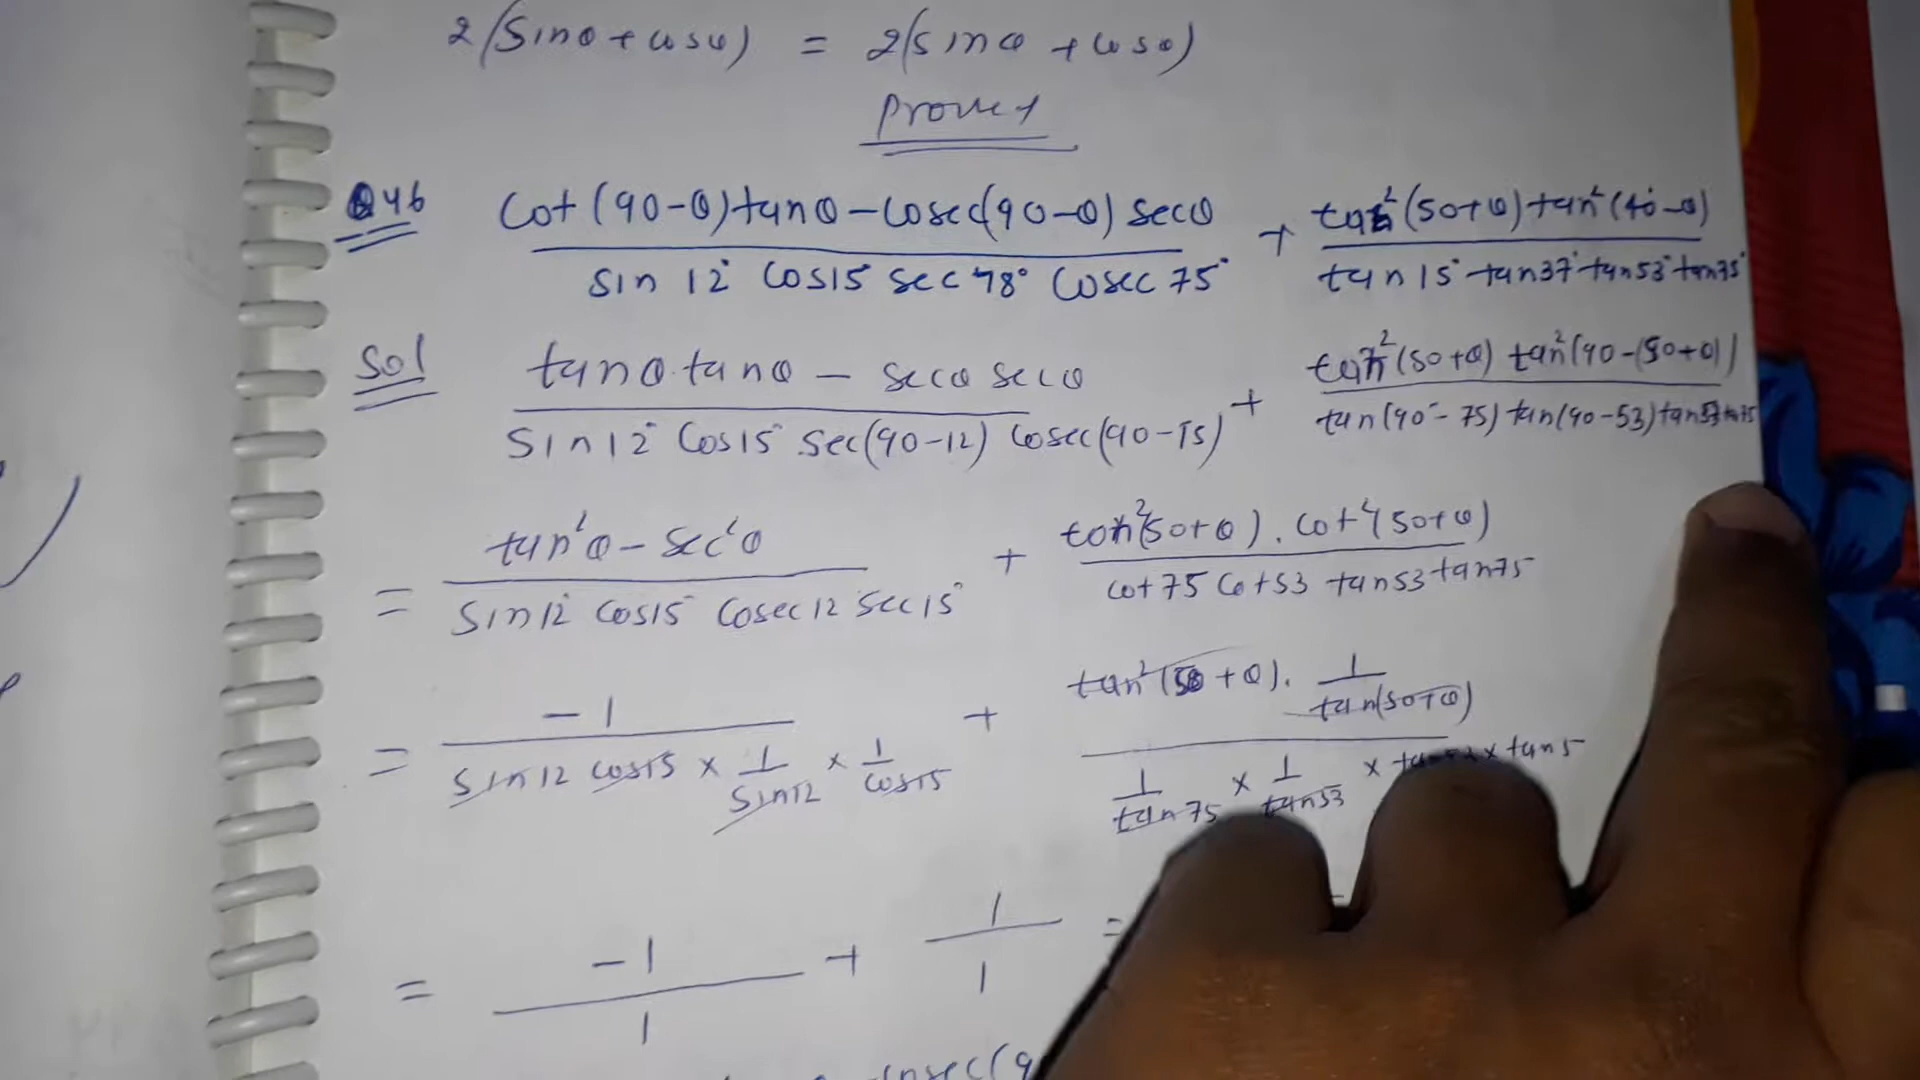 2(Sinθ + cosθ) = 2(sinθ + cosθ)
Proved
Q46 Cot(90-θ)tanθ - Cosec(90-θ) secθ + tan²(50+θ)tan²(40-θ)
sin 12° Cos15° sec 78° Cosec 75° tan 15° tan37° tan53° tan75°
Sol tanθ.tanθ - secθ secθ + tan²(50+θ) tan²(90-(50+θ))
Sin12° Cos15° Sec(90-12) Cosec(90-15) tan(90°-75) tan(90-53)tan53 tan75
= tan²θ - Sec²θ + tan²(50+θ). Cot²(50+θ)
Sin12° Cos15° Cosec12 Sec15° Cot75 Cot53 tan53 tan75
= -1 + tan²(50+θ). 1
tan(50+θ)
Sin12 cos15 × 1 × 1 1 × 1 × × tan
Sin12 Cos15 tan75 tan53
= -1 + 1 =
1 1